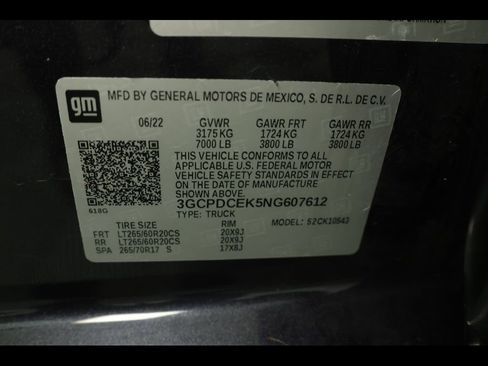 gm
MFD BY GENERAL MOTORS DE MEXICO, S. DE R.L. DE C.V.
06/22 GVWR GAWR FRT GAWR RR
3175 KG 1724 KG 1724 KG
7000 LB 3800 LB 3800 LB
THIS VEHICLE CONFORMS TO ALL
APPLICABLE U.S. FEDERAL MOTOR
VEHICLE SAFETY STANDARDS IN EFFECT
ON THE DATE OF MANUFACTURE
SHOWN ABOVE.
3GCPDCEK5NG607612
618G TYPE: TRUCK MODEL: 52CK10543
TIRE SIZE RIM
FRT LT265/60R20CS 20X9J
RR LT265/60R20CS 20X9J
SPA 265/70R17 S 17X8J